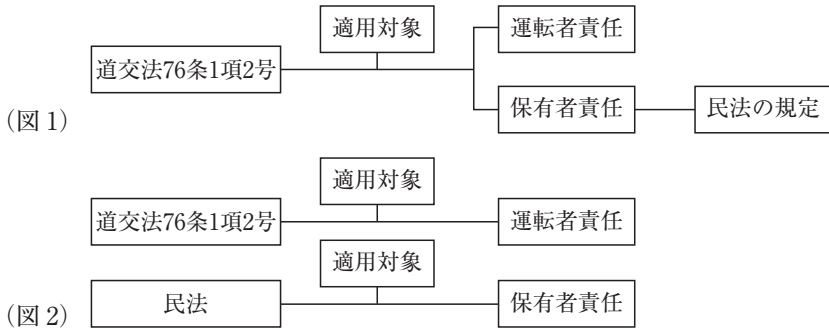 適用対象
運転者責任
道交法76条1項2号
保有者責任
民法の規定
（図1）
適用対象
道交法76条1項2号
運転者責任
適用対象
民法
保有者責任
（図2）